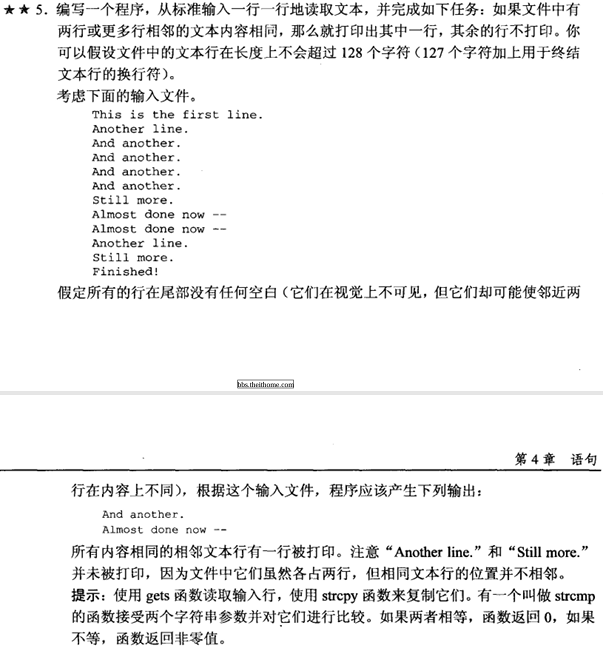 ★★ 5. 编写一个程序，从标准输入一行一行地读取文本，并完成如下任务：如果文件中有
两行或更多行相邻的文本内容相同，那么就打印出其中一行，其余的行不打印。你
可以假设文件中的文本行在长度上不会超过 128 个字符（127 个字符加上用于终结
文本行的换行符）。
考虑下面的输入文件。
This is the first line.
Another line.
And another.
And another.
And another.
And another.
Still more.
Almost done now --
Almost done now --
Another line.
Still more.
Finished!
假定所有的行在尾部没有任何空白（它们在视觉上不可见，但它们却可能使邻近两
bbs.theithome.com
第 4 章 语句
行在内容上不同），根据这个输入文件，程序应该产生下列输出：
And another.
Almost done now --
所有内容相同的相邻文本行有一行被打印。注意“Another line.”和“Still more.”
并未被打印，因为文件中它们虽然各占两行，但相同文本行的位置并不相邻。
提示：使用 gets 函数读取输入行，使用 strcpy 函数来复制它们。有一个叫做 strcmp
的函数接受两个字符串参数并对它们进行比较。如果两者相等，函数返回 0，如果
不等，函数返回非零值。